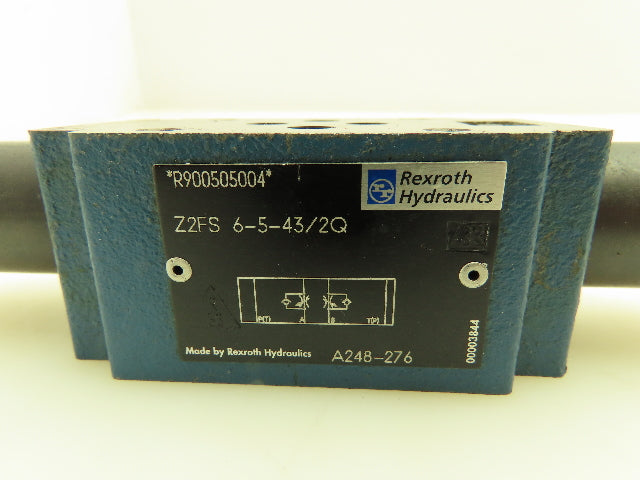 *R900505004*
Rexroth
Hydraulics
Z2FS 6-5-43/2Q
P(T) A B T(P)
Made by Rexroth Hydraulics
A248-276
00003844